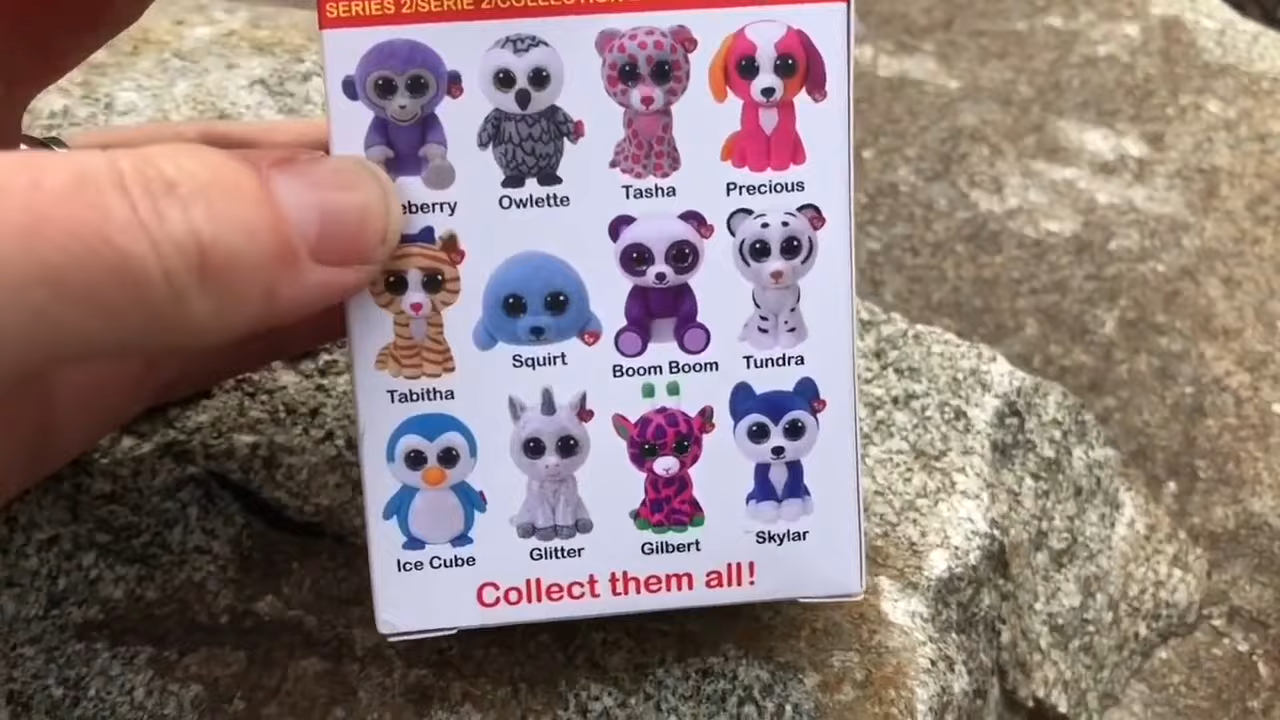 SERIES 2/SERIE 2/COLLECTION
eberry Owlette Tasha Precious
Tabitha Squirt Boom Boom Tundra
Ice Cube Glitter Gilbert Skylar
Collect them all!